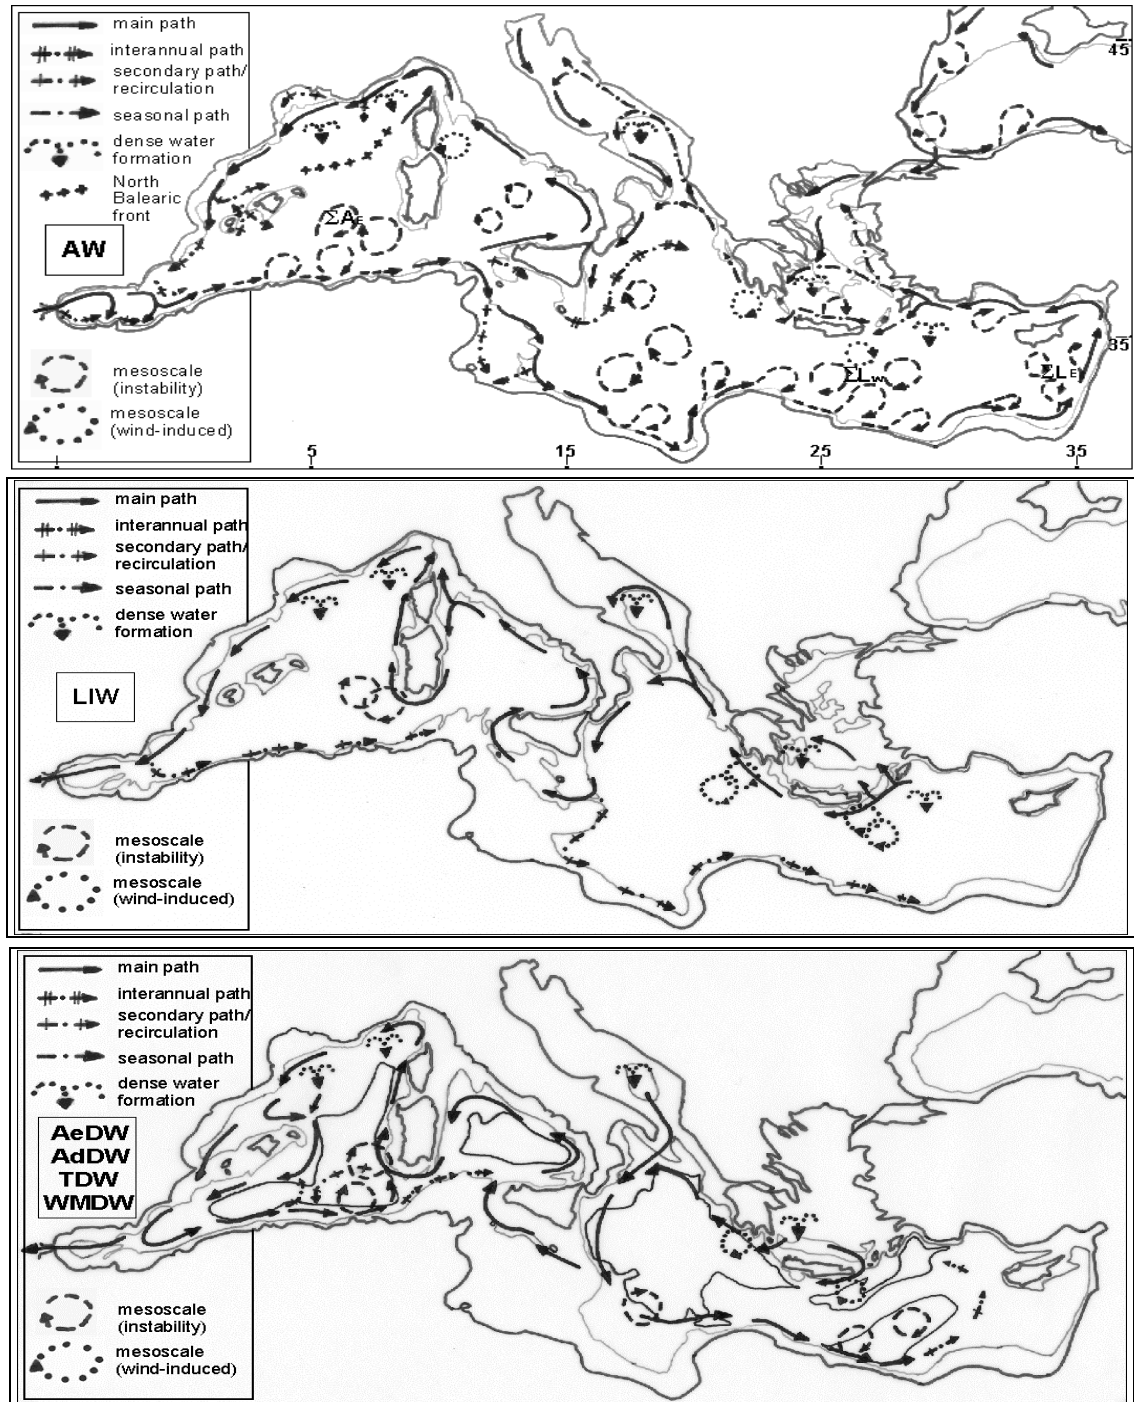 main path
interannual path
secondary path/
recirculation
seasonal path
dense water
formation
North
Balearic
front
AW
mesoscale
(instability)
mesoscale
(wind-induced)
ΣAE
ΣLW
ΣLE
45
35
5
15
25
35
main path
interannual path
secondary path/
recirculation
seasonal path
dense water
formation
LIW
mesoscale
(instability)
mesoscale
(wind-induced)
main path
interannual path
secondary path/
recirculation
seasonal path
dense water
formation
AeDW
AdDW
TDW
WMDW
mesoscale
(instability)
mesoscale
(wind-induced)